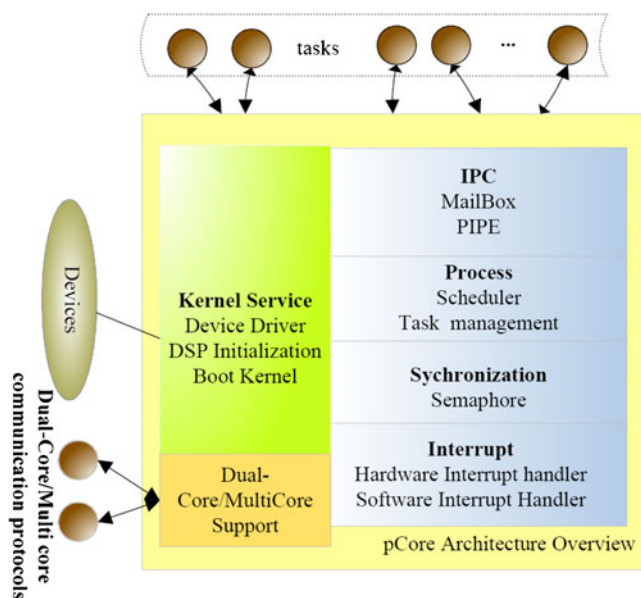 tasks
...
IPC
MailBox
PIPE
Process
Scheduler
Task management
Sychronization
Semaphore
Interrupt
Hardware Interrupt handler
Software Interrupt Handler
Kernel Service
Device Driver
DSP Initialization
Boot Kernel
Dual-
Core/MultiCore
Support
Devices
Dual-Core/Multi core
communication protocols
pCore Architecture Overview